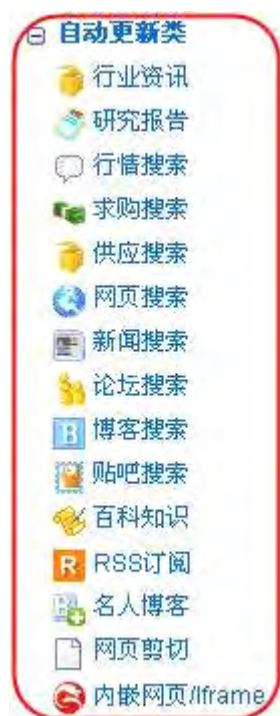 自动更新类
行业资讯
研究报告
行情搜索
求购搜索
供应搜索
网页搜索
新闻搜索
论坛搜索
博客搜索
贴吧搜索
百科知识
RSS订阅
名人博客
网页剪切
内嵌网页/Iframe